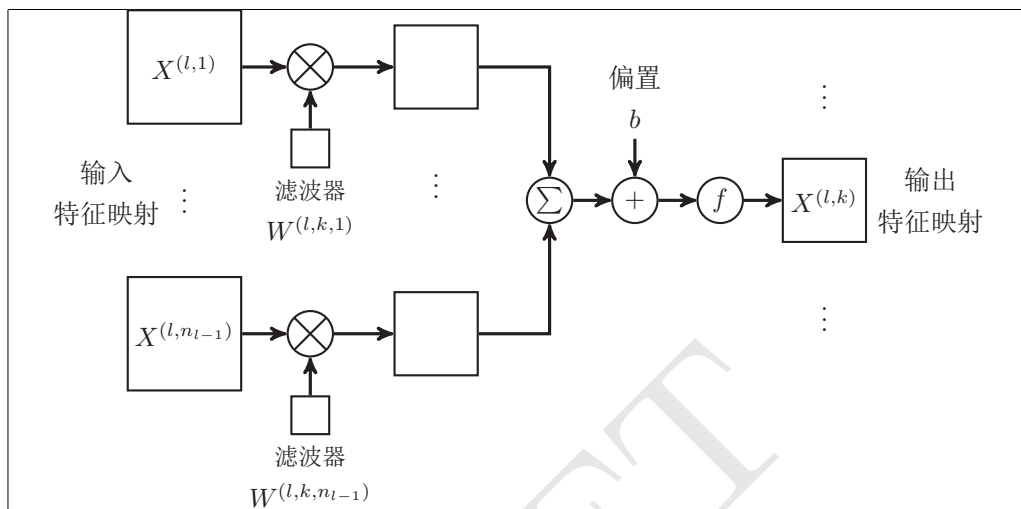 X^{(l,1)}
偏置
b
输入
特征映射
滤波器
W^{(l,k,1)}
∑
+
f
X^{(l,k)}
输出
特征映射
X^{(l,n_{l-1})}
滤波器
W^{(l,k,n_{l-1})}